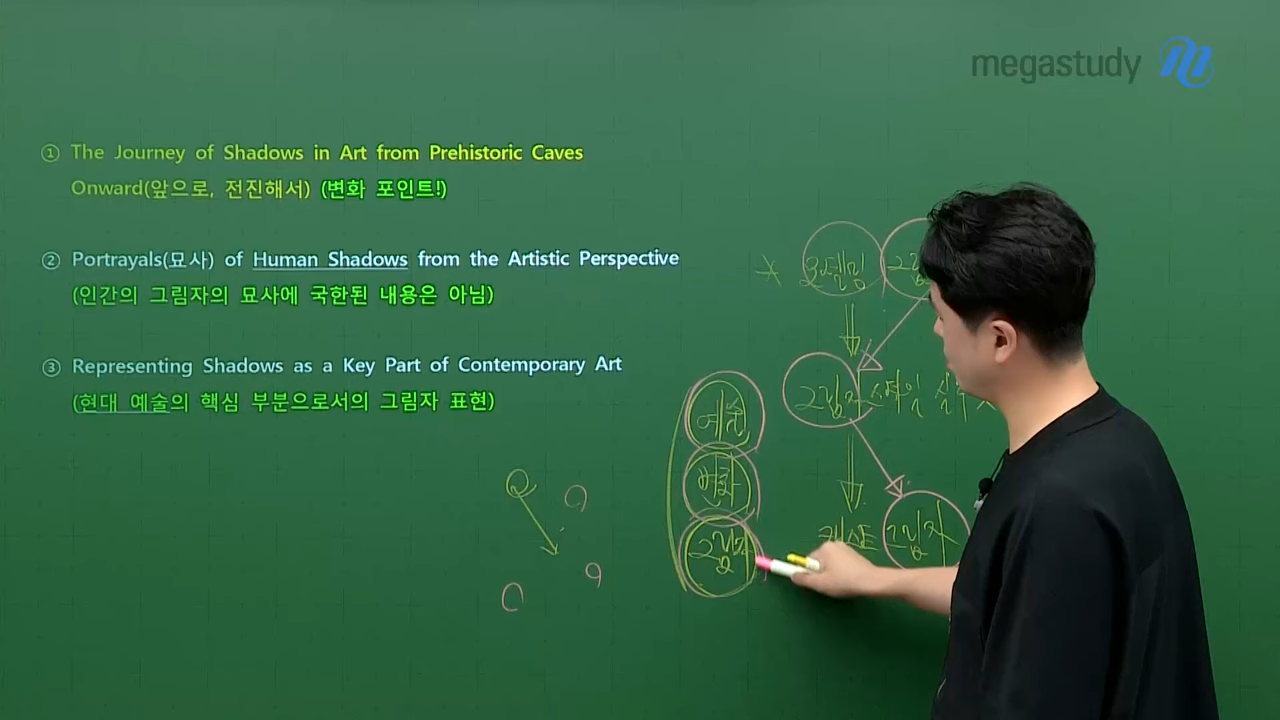 megastudy
① The Journey of Shadows in Art from Prehistoric Caves
Onward(앞으로, 전진해서) (변화 포인트!)
② Portrayals(묘사) of Human Shadows from the Artistic Perspective
(인간의 그림자의 묘사에 국한된 내용은 아님)
③ Representing Shadows as a Key Part of Contemporary Art
(현대 예술의 핵심 부분으로서의 그림자 표현)
그림자
예술
변화
그림자
그림자